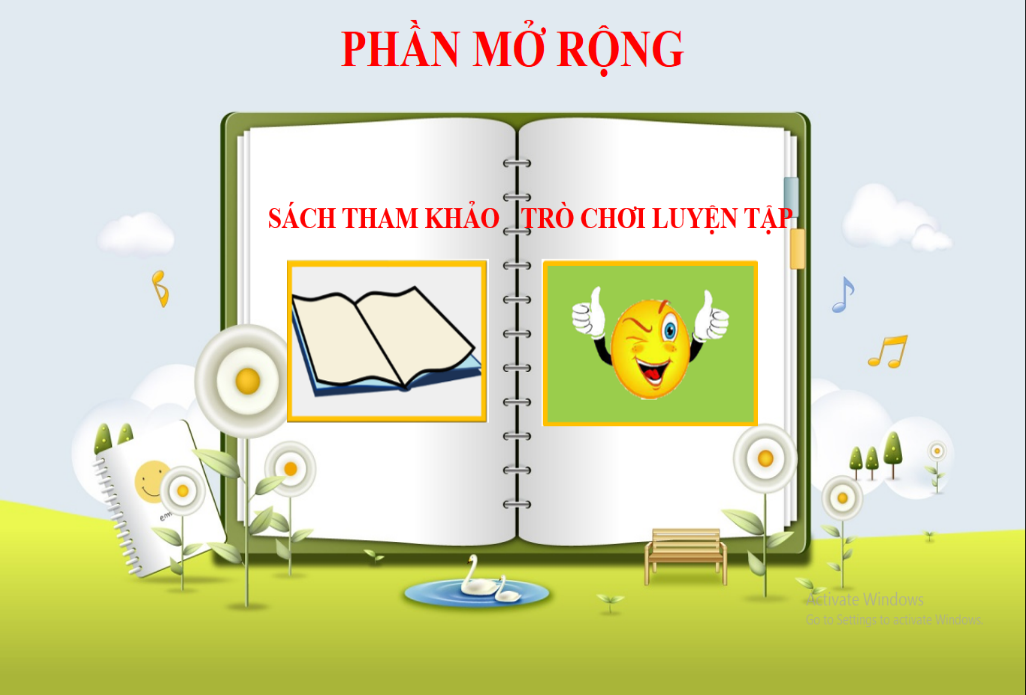 PHẦN MỞ RỘNG
SÁCH THAM KHẢO
TRÒ CHƠI LUYỆN TẬP
Activate Windows
Go to Settings to activate Windows.